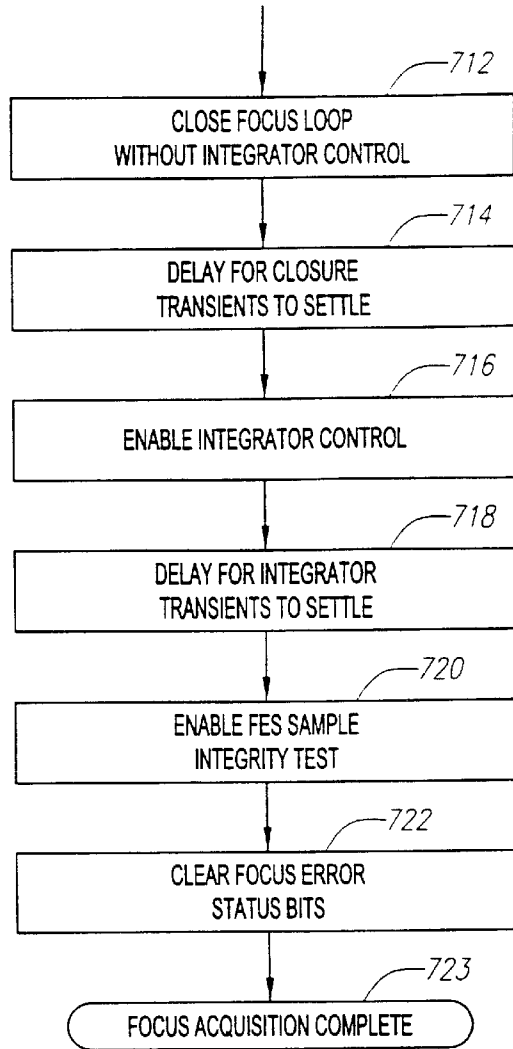 712
CLOSE FOCUS LOOP
WITHOUT INTEGRATOR CONTROL
714
DELAY FOR CLOSURE
TRANSIENTS TO SETTLE
716
ENABLE INTEGRATOR CONTROL
718
DELAY FOR INTEGRATOR
TRANSIENTS TO SETTLE
720
ENABLE FES SAMPLE
INTEGRITY TEST
722
CLEAR FOCUS ERROR
STATUS BITS
723
FOCUS ACQUISITION COMPLETE